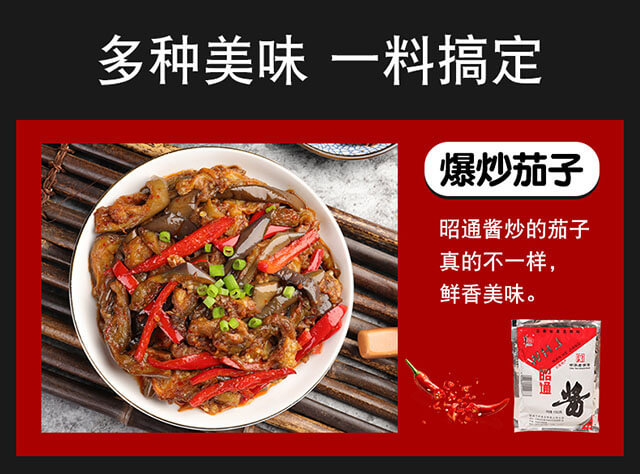 多种美味 一料搞定
爆炒茄子
昭通酱炒的茄子
真的不一样，
鲜香美味。
昭通
酱